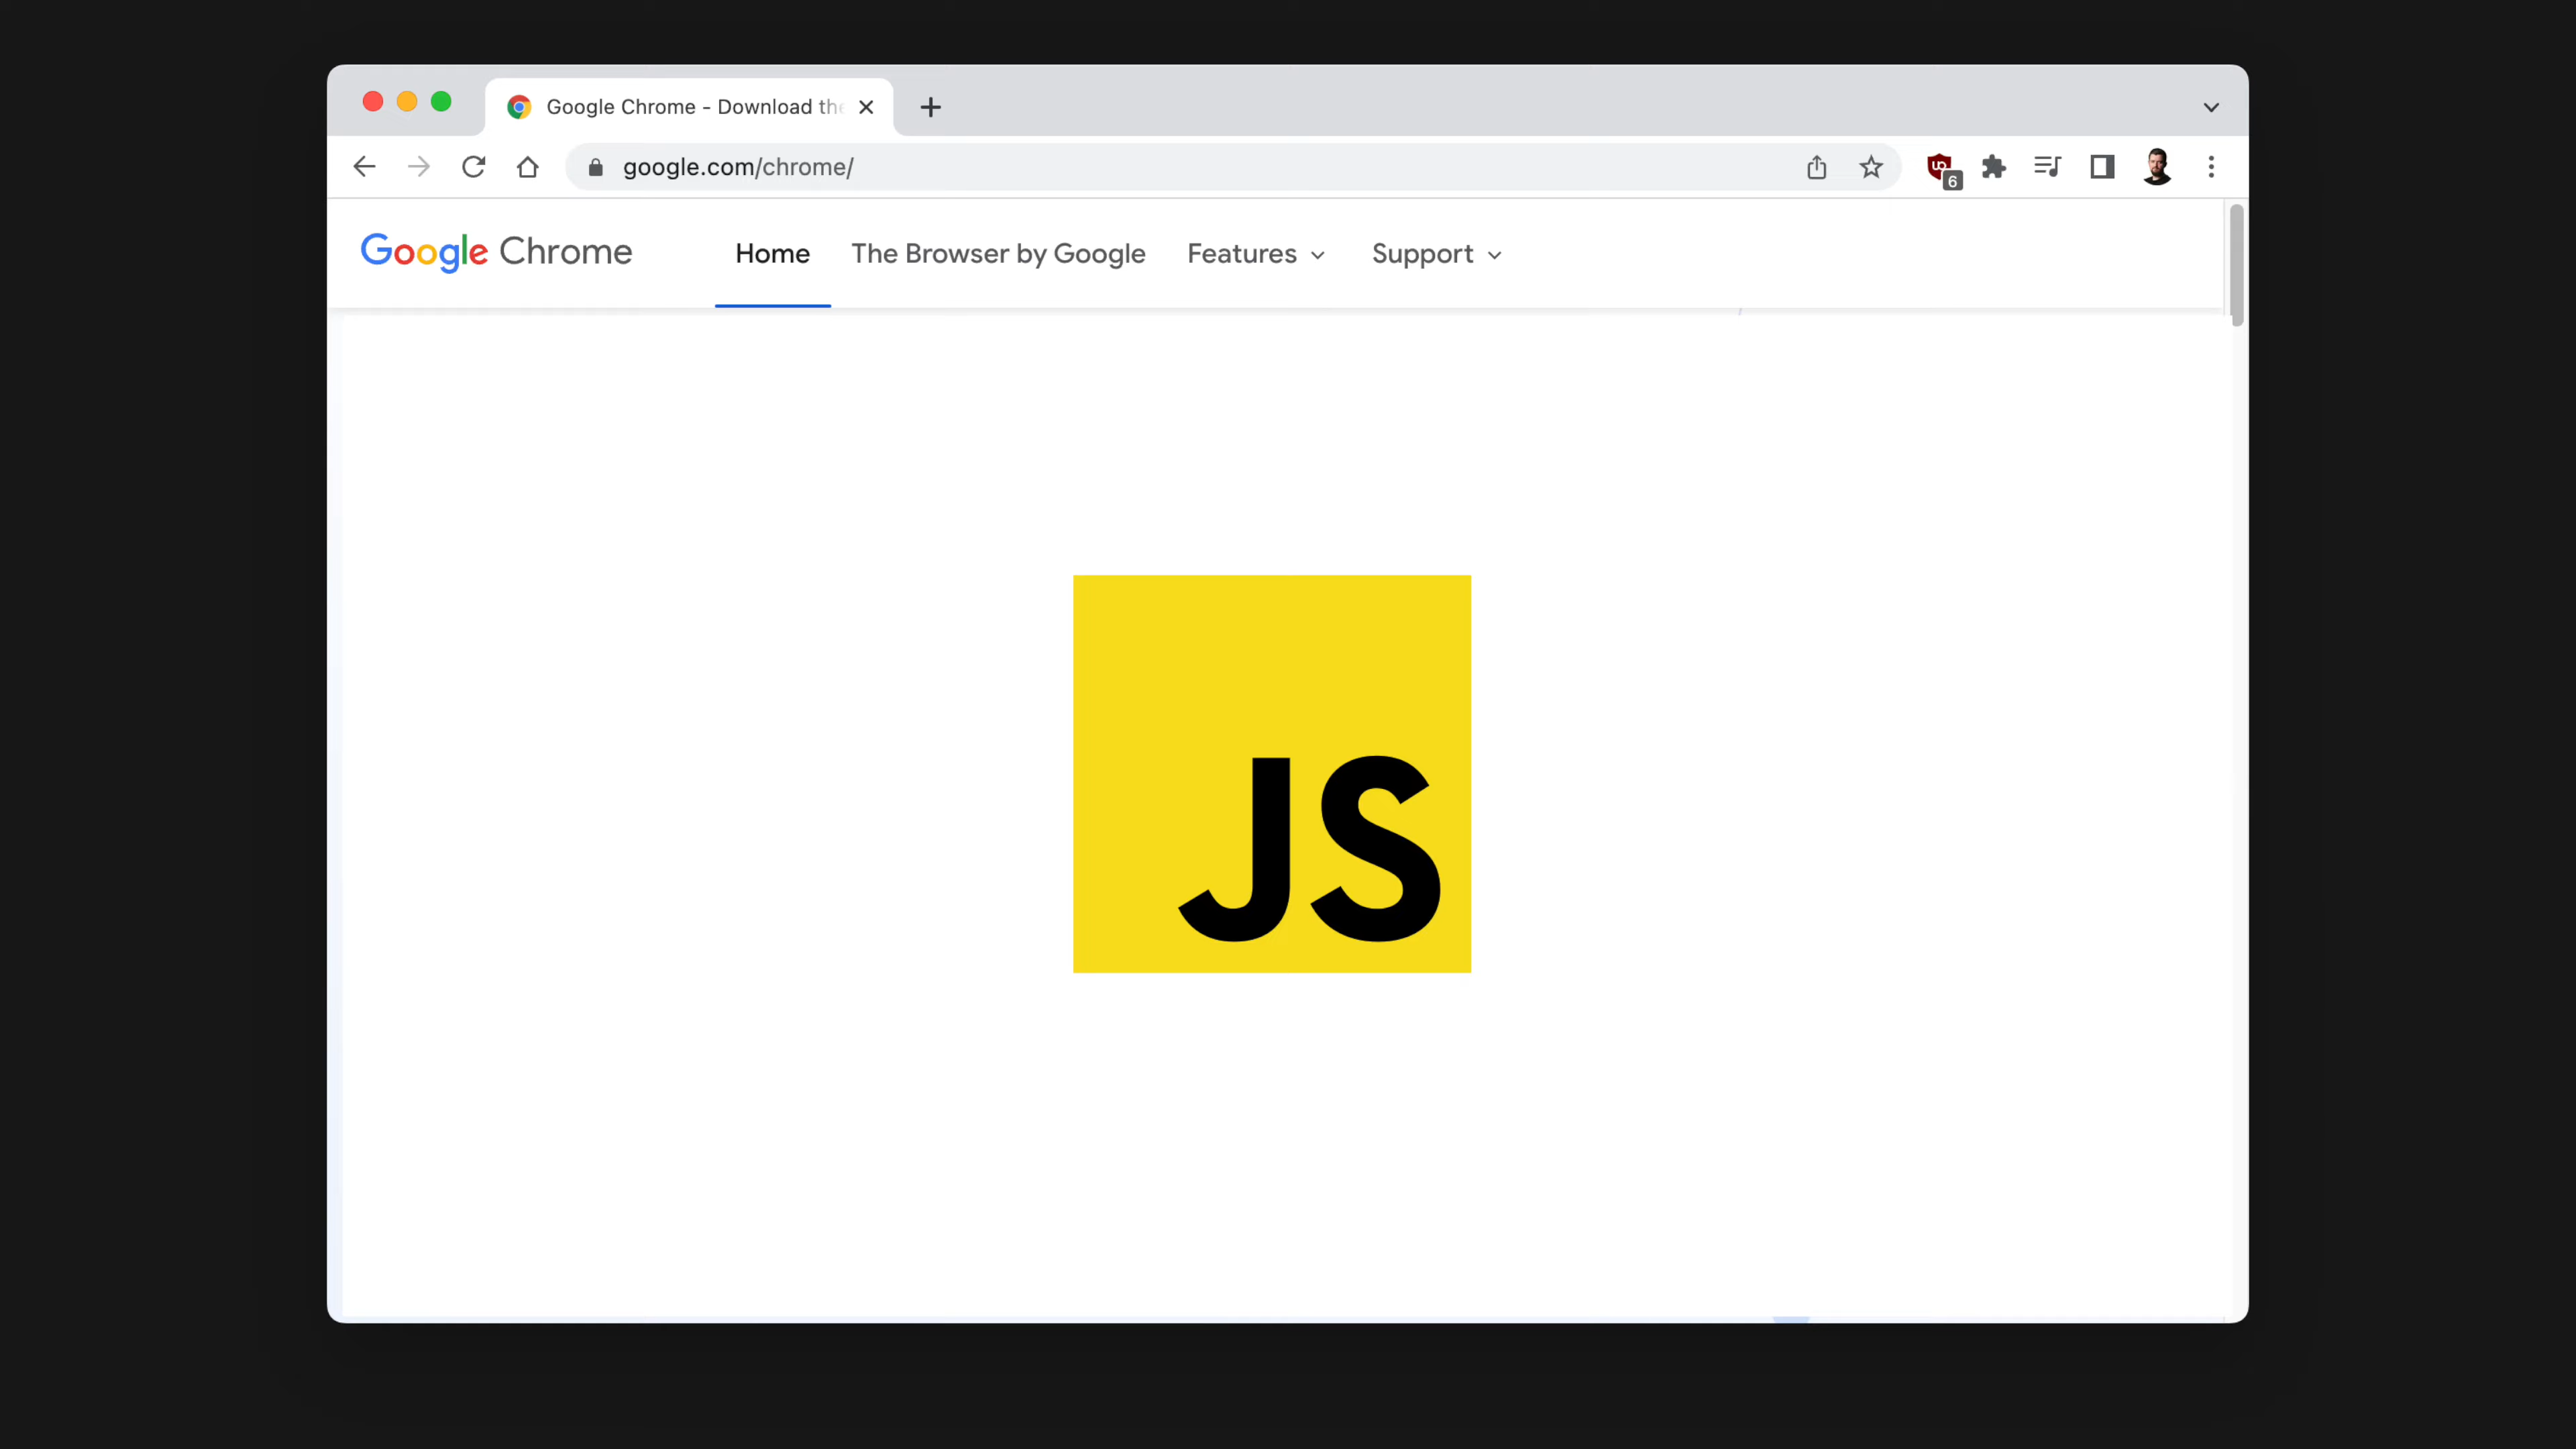 Google Chrome - Download the
google.com/chrome/
6
Google Chrome
Home
The Browser by Google
Features
Support
JS